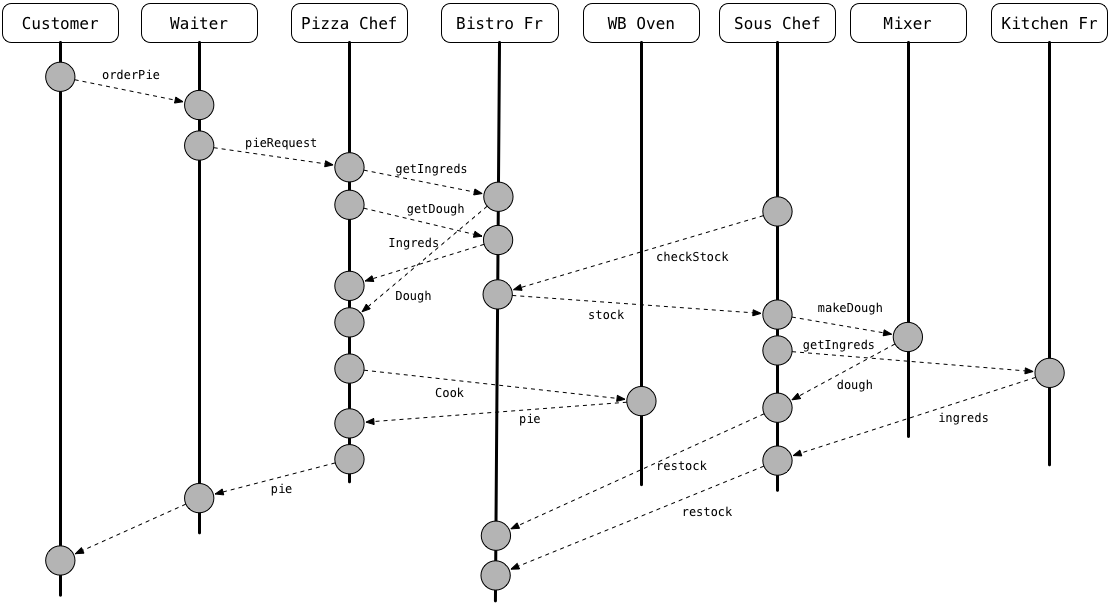 Customer
Waiter
Pizza Chef
Bistro Fr
WB Oven
Sous Chef
Mixer
Kitchen Fr
orderPie
pieRequest
getIngreds
getDough
Ingreds
checkStock
Dough
stock
makeDough
getIngreds
dough
Cook
pie
ingreds
restock
pie
restock